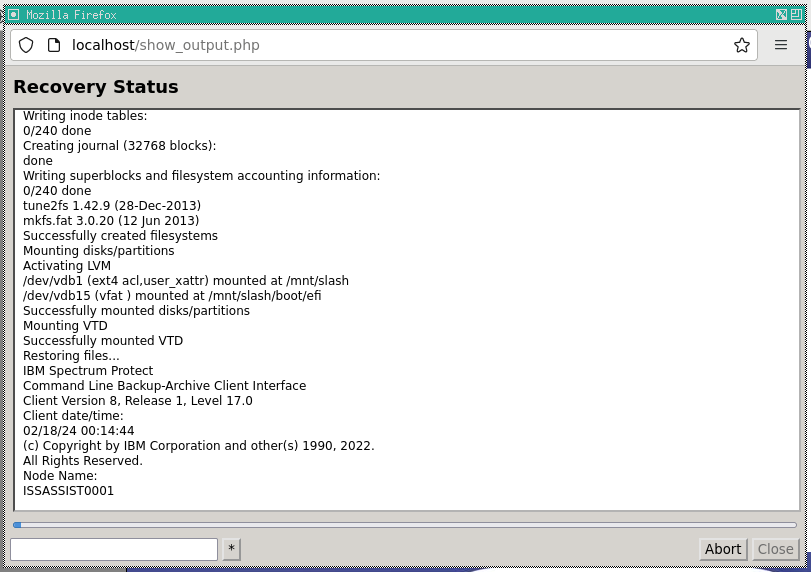 Mozilla Firefox
localhost/show_output.php
Recovery Status
Writing inode tables:
0/240 done
Creating journal (32768 blocks):
done
Writing superblocks and filesystem accounting information:
0/240 done
tune2fs 1.42.9 (28-Dec-2013)
mkfs.fat 3.0.20 (12 Jun 2013)
Successfully created filesystems
Mounting disks/partitions
Activating LVM
/dev/vdb1 (ext4 acl,user_xattr) mounted at /mnt/slash
/dev/vdb15 (vfat ) mounted at /mnt/slash/boot/efi
Successfully mounted disks/partitions
Mounting VTD
Successfully mounted VTD
Restoring files...
IBM Spectrum Protect
Command Line Backup-Archive Client Interface
Client Version 8, Release 1, Level 17.0
Client date/time:
02/18/24 00:14:44
(c) Copyright by IBM Corporation and other(s) 1990, 2022.
All Rights Reserved.
Node Name:
ISSASSIST0001
* Abort Close